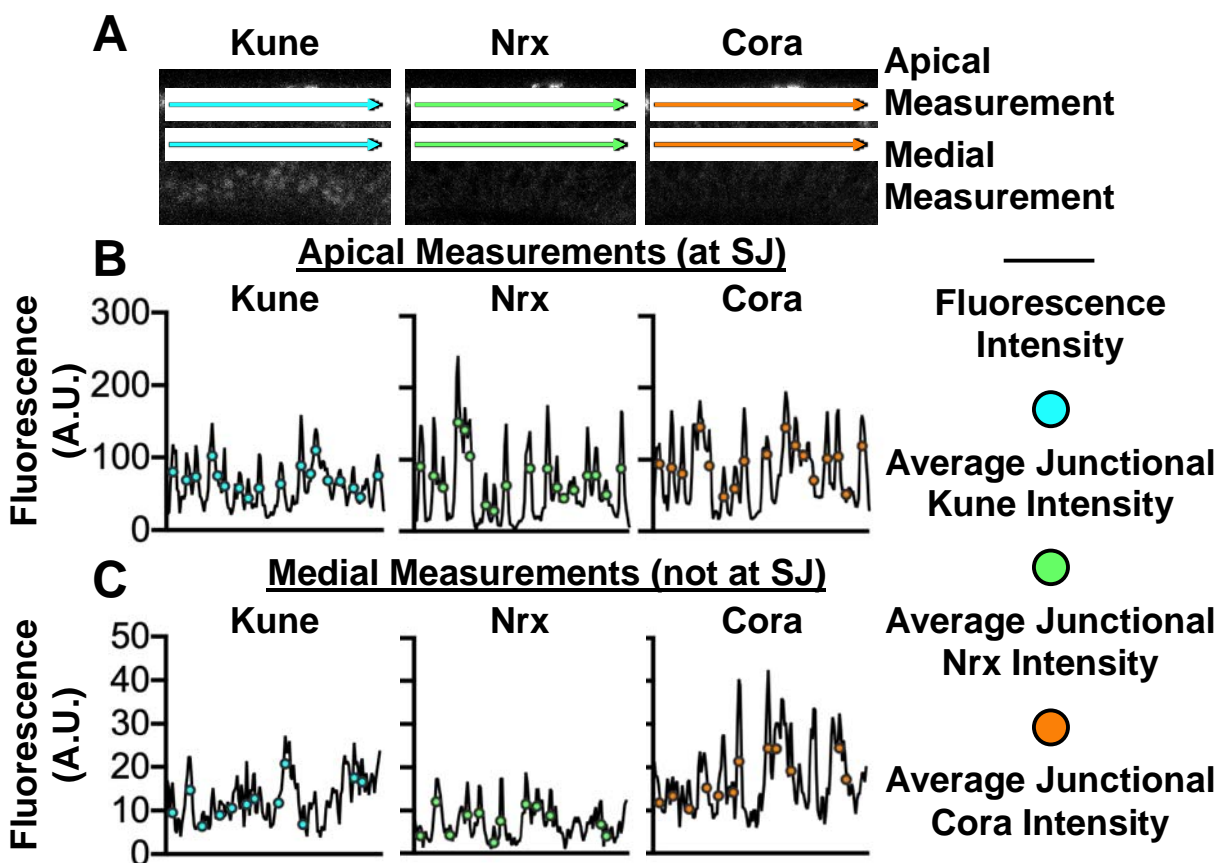 A
Kune
Nrx
Cora
Apical
Measurement
Medial
Measurement
B
Apical Measurements (at SJ)
Kune
Nrx
Cora
Fluorescence
(A.U.)
300
200
100
0
C
Medial Measurements (not at SJ)
Kune
Nrx
Cora
Fluorescence
(A.U.)
50
40
30
20
10
0
Fluorescence
Intensity
Average Junctional
Kune Intensity
Average Junctional
Nrx Intensity
Average Junctional
Cora Intensity